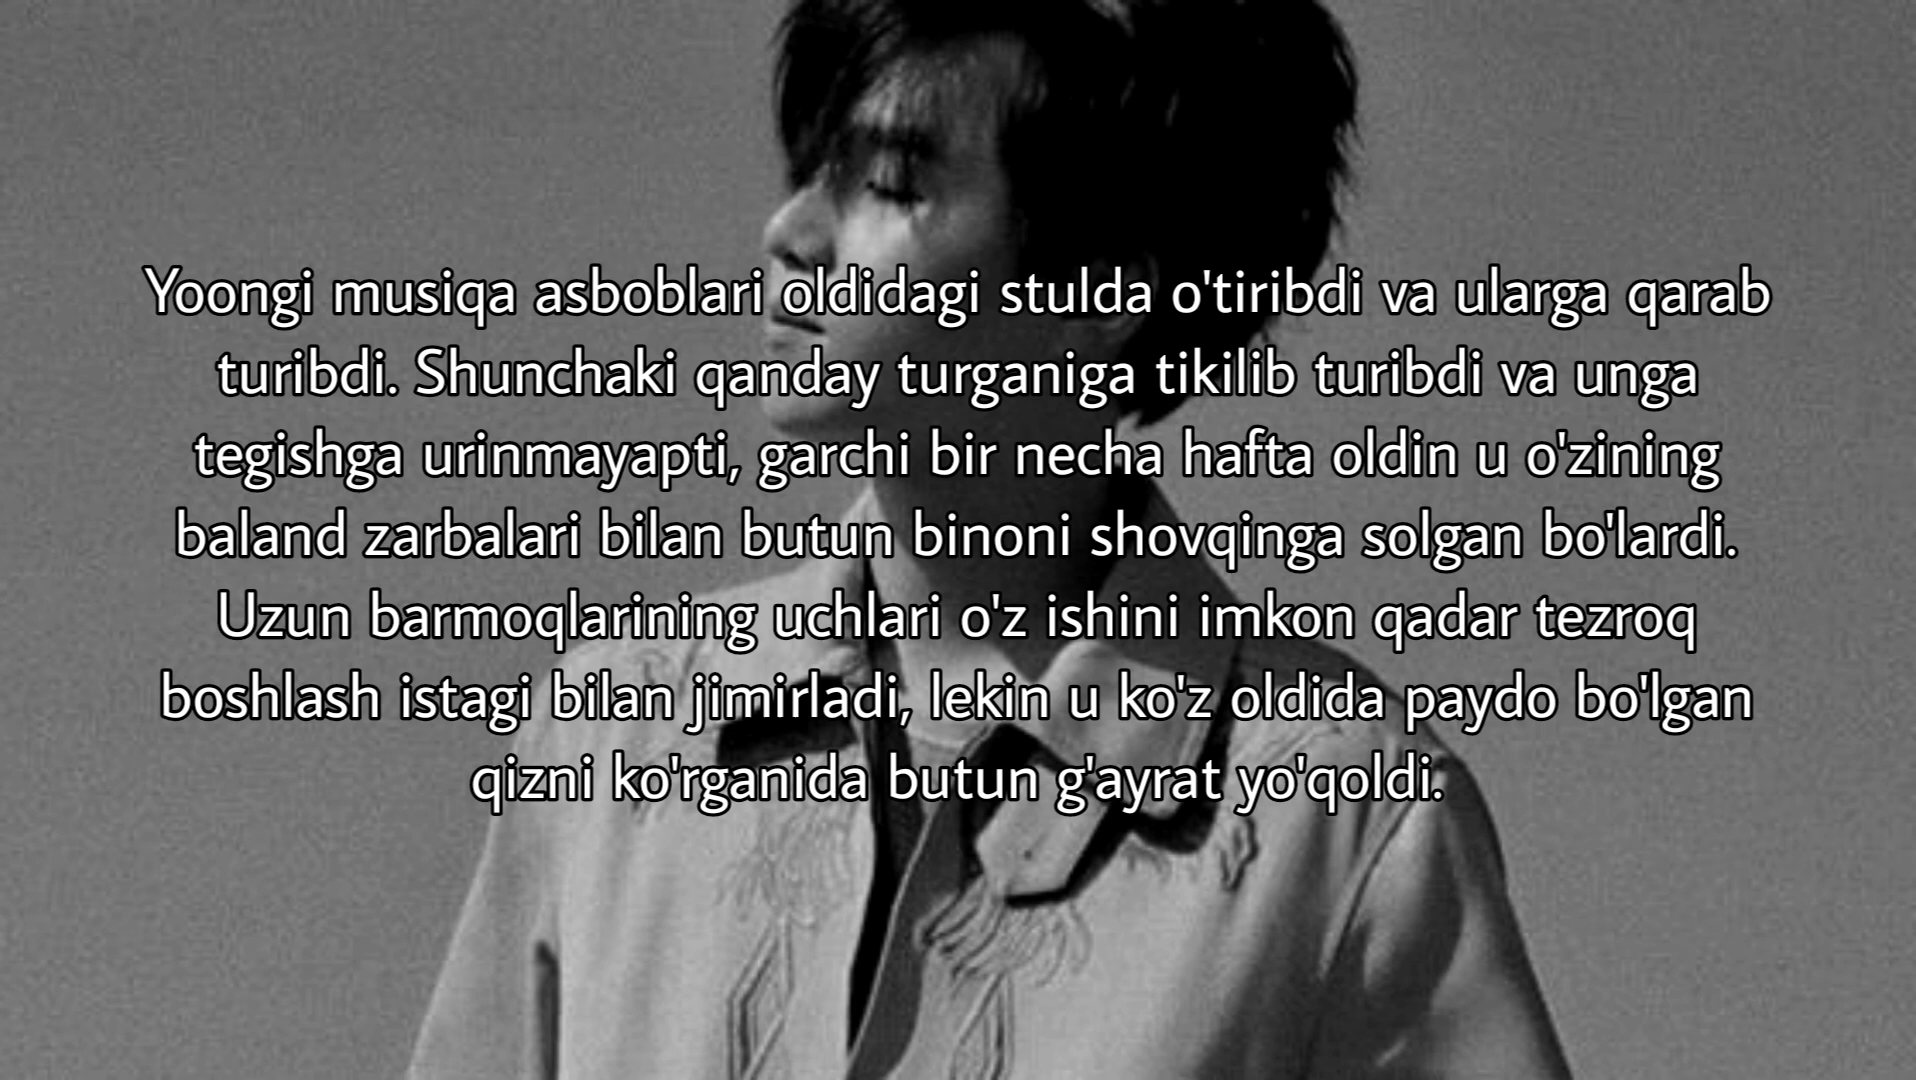 Yoongi musiqa asboblari oldidagi stulda o'tiribdi va ularga qarab
turibdi. Shunchaki qanday turganiga tikilib turibdi va unga
tegishga urinmayapti, garchi bir necha hafta oldin u o'zining
baland zarbalari bilan butun binoni shovqinga solgan bo'lardi.
Uzun barmoqlarining uchlari o'z ishini imkon qadar tezroq
boshlash istagi bilan jimirladi, lekin u ko'z oldida paydo bo'lgan
qizni ko'rganida butun g'ayrat yo'qoldi.